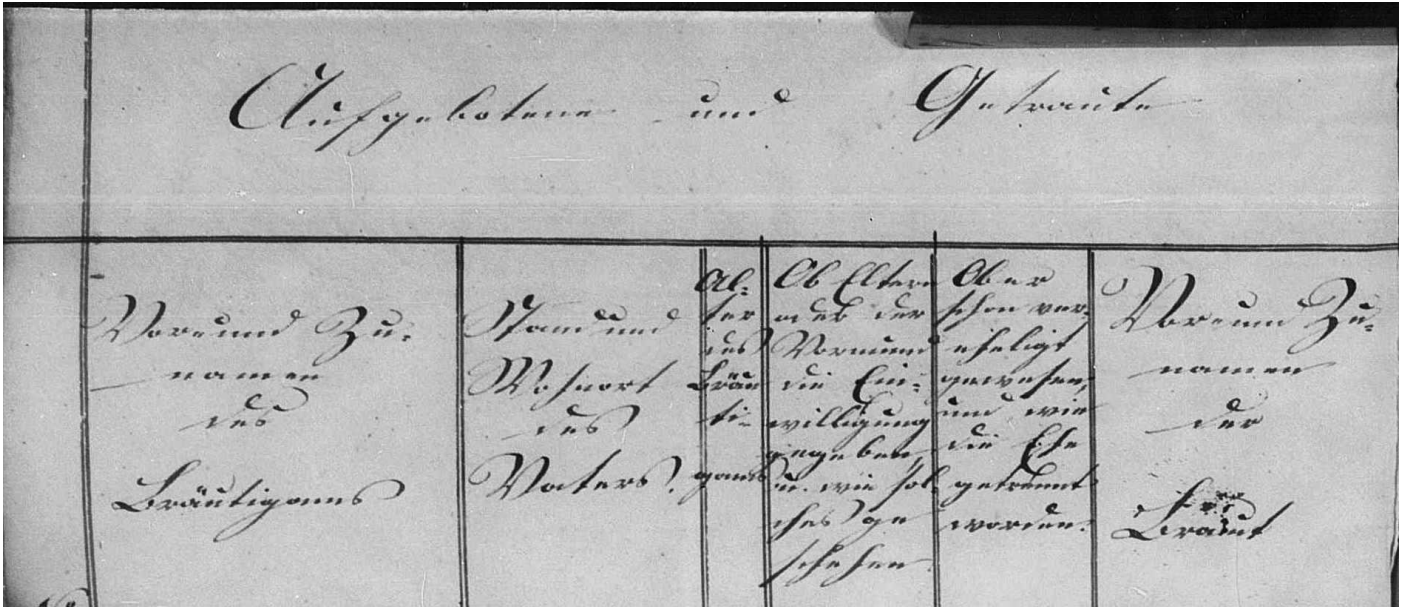 Aufgebotene und Getraute
Vor- und Zu-
namen
des
Bräutigams
Stand und
Wohnort
des
Vaters.
Al-
ter
des
Bräu
ti-
gams
Ob Eltern
oder der
Vormund
die Ein-
willigung
gegeben,
u. wie sol-
ches ge
schehen.
Ob er
schon ver-
eheligt
gewesen,
und wie
die Ehe
getrennt
worden.
Vor- und Zu-
namen
der
Braut